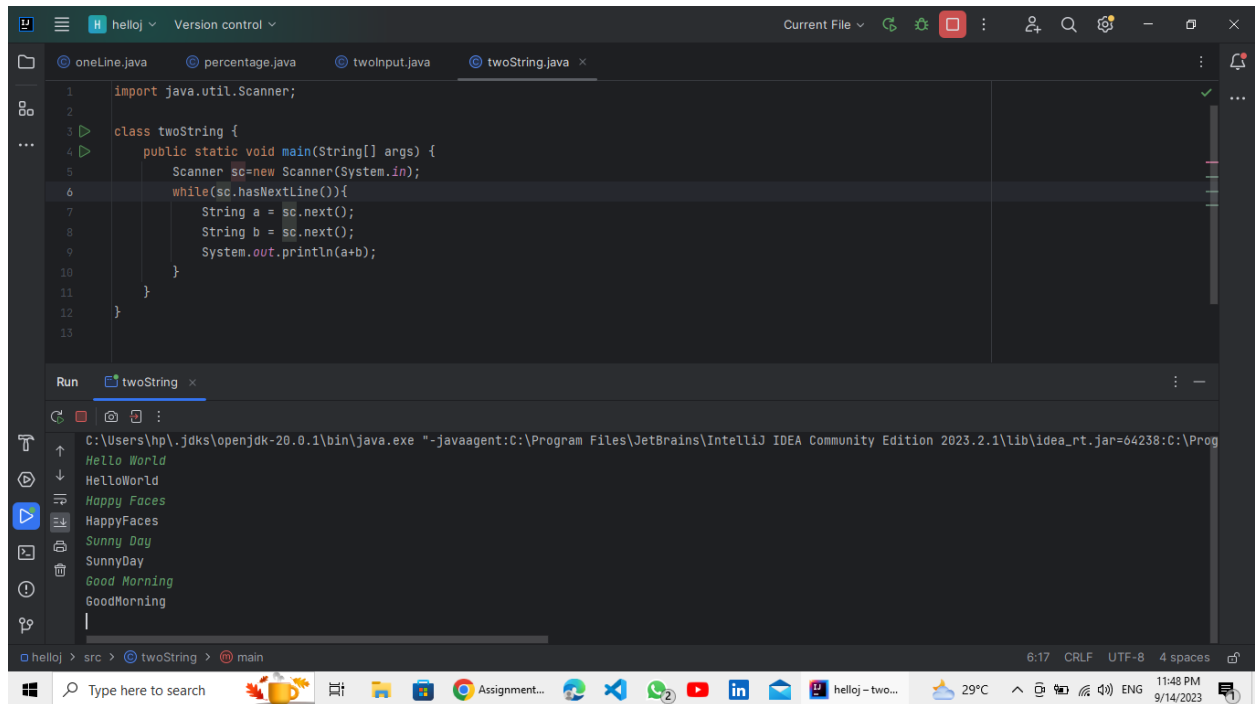 H helloj Version control Current File
oneLine.java percentage.java twoInput.java twoString.java
1 import java.util.Scanner;
2
3 class twoString {
4 public static void main(String[] args) {
5 Scanner sc=new Scanner(System.in);
6 while(sc.hasNextLine()){
7 String a = sc.next();
8 String b = sc.next();
9 System.out.println(a+b);
10 }
11 }
12 }
13
Run twoString
C:\Users\hp\.jdks\openjdk-20.0.1\bin\java.exe "-javaagent:C:\Program Files\JetBrains\IntelliJ IDEA Community Edition 2023.2.1\lib\idea_rt.jar=64238:C:\Prog
Hello World
HelloWorld
Happy Faces
HappyFaces
Sunny Day
SunnyDay
Good Morning
GoodMorning
helloj > src > twoString > main 6:17 CRLF UTF-8 4 spaces
Type here to search Assignment... 2 helloj – two... 29°C ENG 11:48 PM
9/14/2023 1